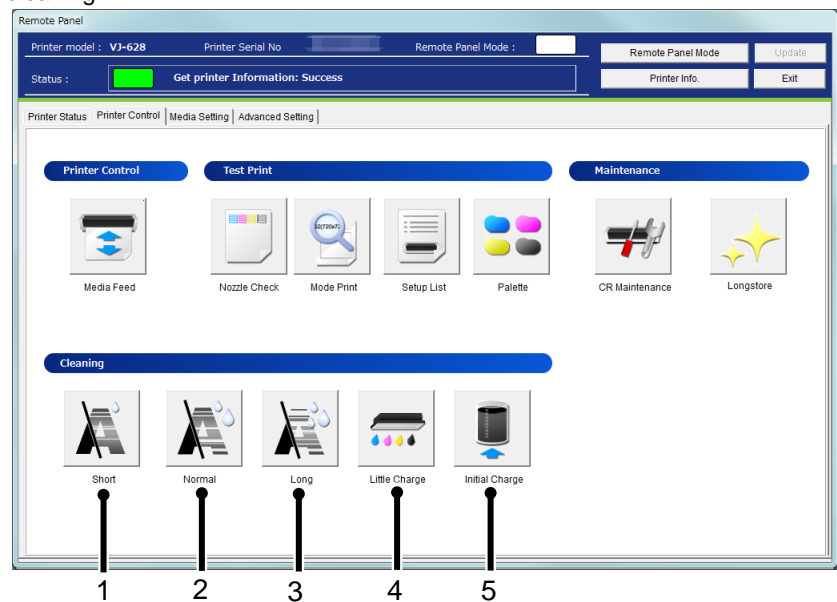 Remote Panel
Printer model : VJ-628 Printer Serial No Remote Panel Mode :
Remote Panel Mode Update
Status : Get printer Information: Success
Printer Info. Exit
Printer Status Printer Control Media Setting Advanced Setting
Printer Control Test Print Maintenance
Media Feed Nozzle Check Mode Print Setup List Palette CR Maintenance Longstore
Cleaning
Short Normal Long Little Charge Initial Charge
1 2 3 4 5